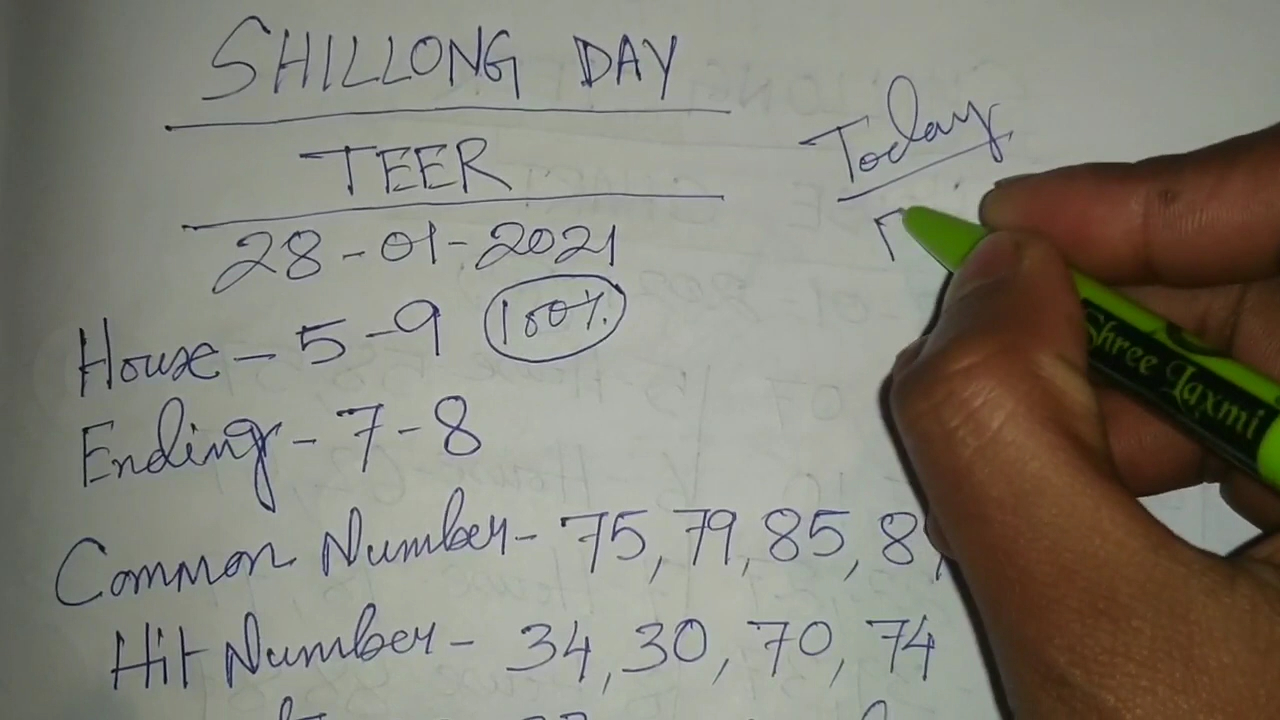 SHILLONG DAY
TEER
28-01-2021
House - 5-9 100%
Ending - 7-8
Common Number - 75, 79, 85, 8
Hit Number - 34, 30, 70, 74
Today
Shree Laxmi